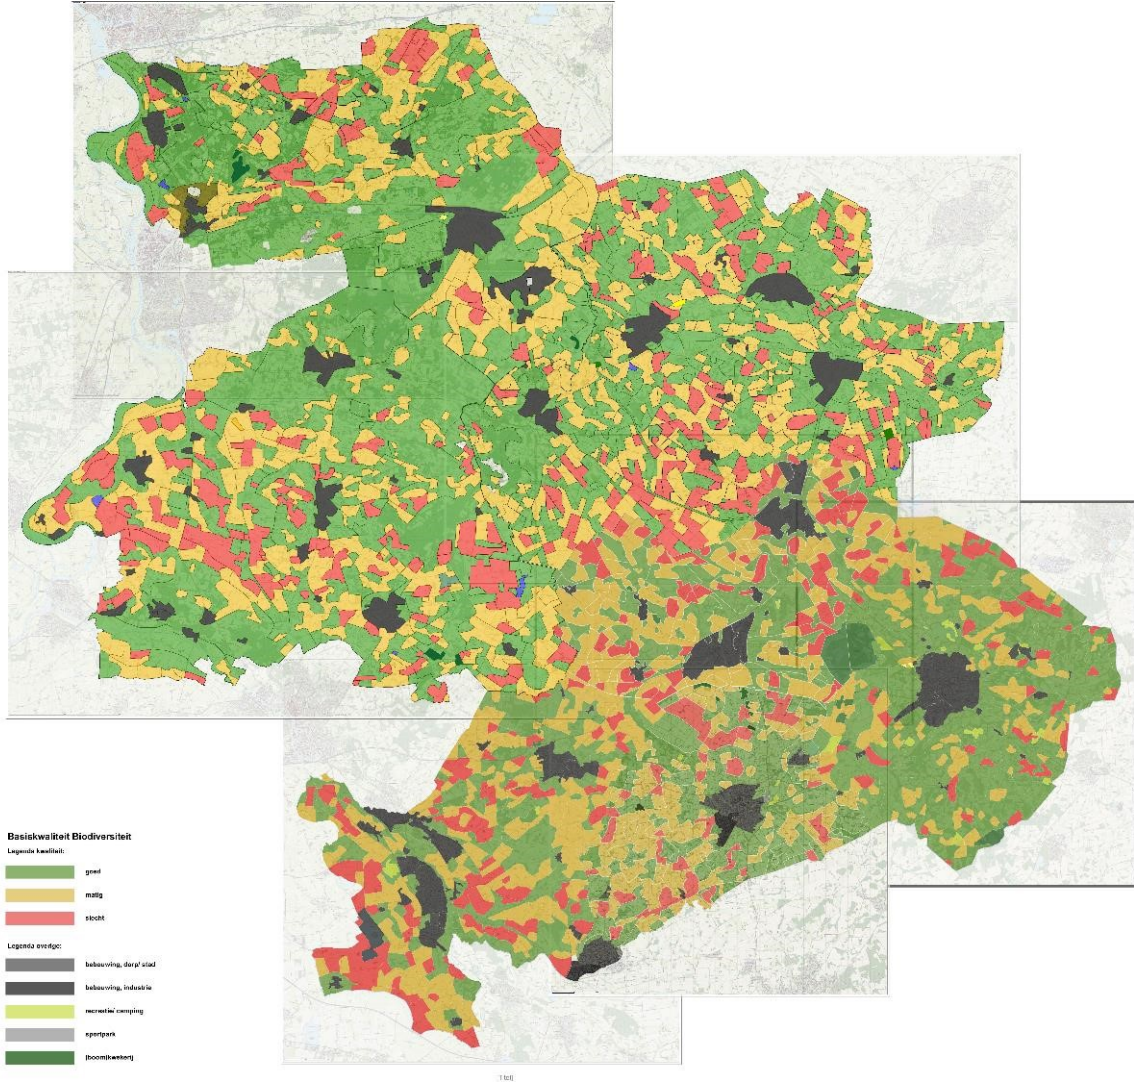 Basiskwaliteit Biodiversiteit
Legenda kwaliteit:
goed
matig
slecht
Legenda overige:
bebouwing, dorp/ stad
bebouwing, industrie
recreatie/ camping
sportpark
(boom)kwekerij